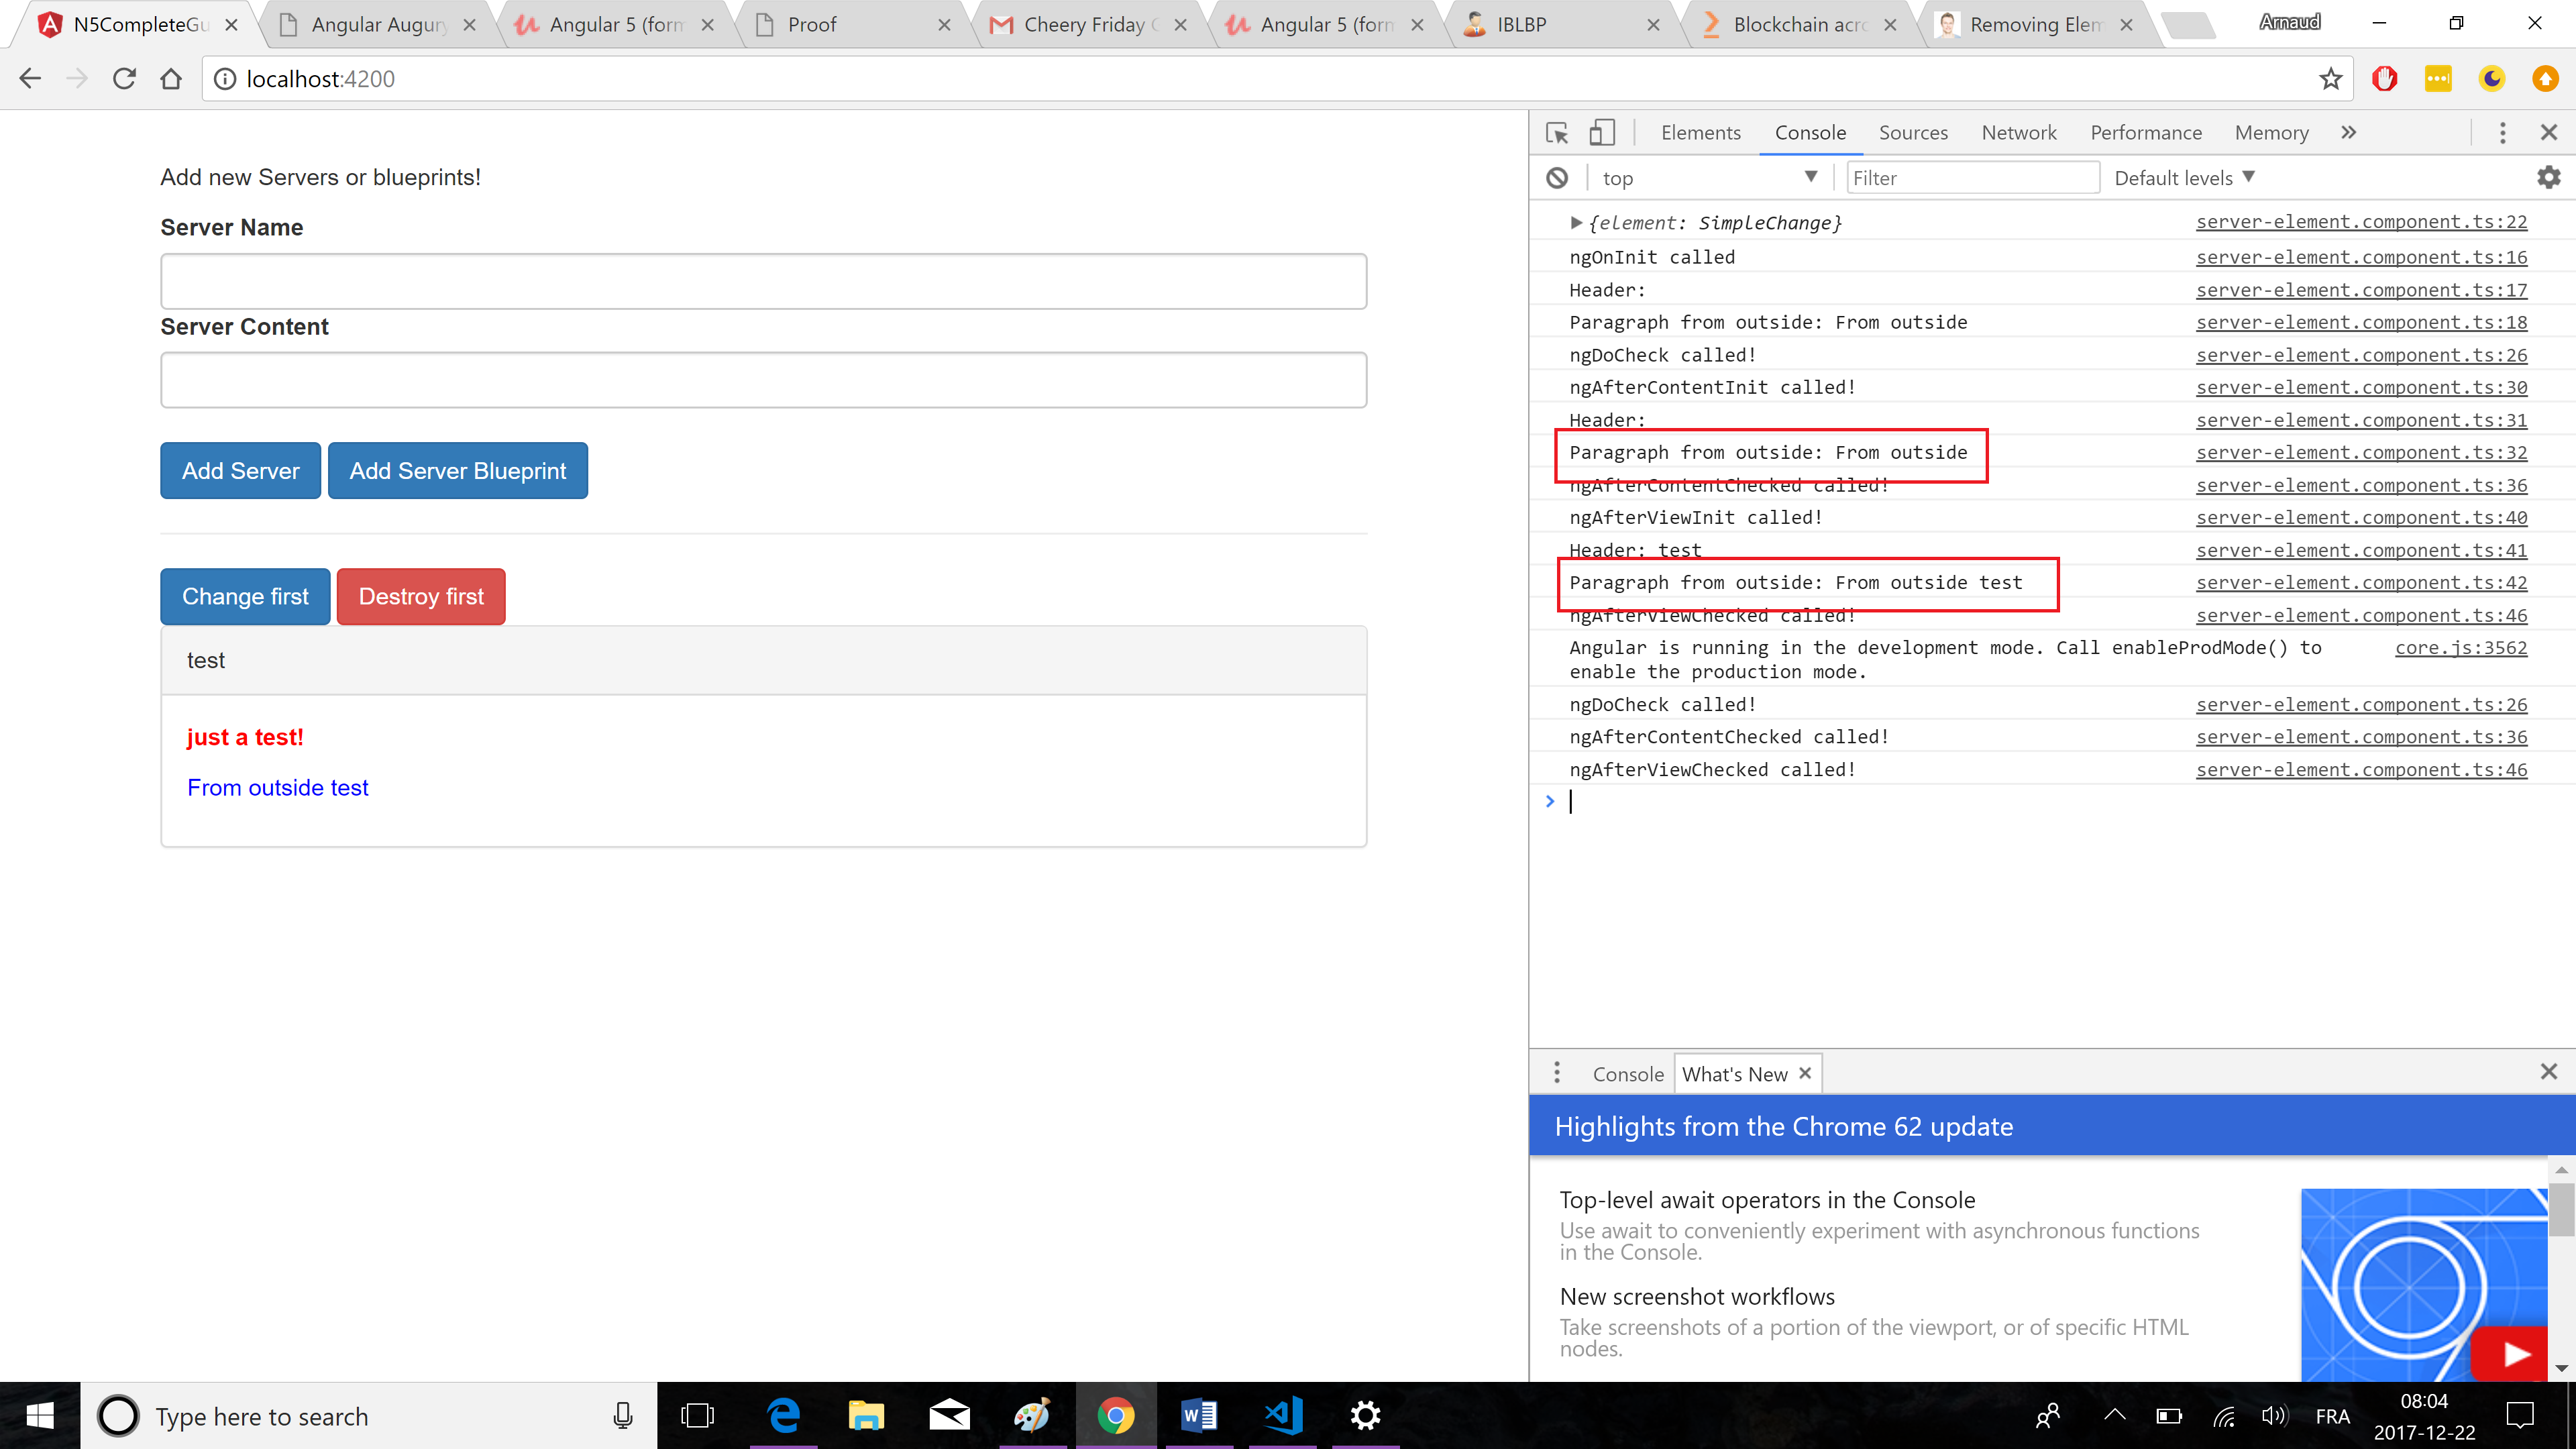 N5CompleteGu
Angular Augury
Angular 5 (form
Proof
Cheery Friday
Angular 5 (form
IBLBP
Blockchain acro
Removing Elem
Arnaud
localhost:4200
Add new Servers or blueprints!
Server Name
Server Content
Add Server
Add Server Blueprint
Change first
Destroy first
test
just a test!
From outside test
Elements Console Sources Network Performance Memory »
top
Filter
Default levels
{element: SimpleChange} server-element.component.ts:22
ngOnInit called server-element.component.ts:16
Header: server-element.component.ts:17
Paragraph from outside: From outside server-element.component.ts:18
ngDoCheck called! server-element.component.ts:26
ngAfterContentInit called! server-element.component.ts:30
Header: server-element.component.ts:31
Paragraph from outside: From outside server-element.component.ts:32
ngAfterContentChecked called! server-element.component.ts:36
ngAfterViewInit called! server-element.component.ts:40
Header: test server-element.component.ts:41
Paragraph from outside: From outside test server-element.component.ts:42
ngAfterViewChecked called! server-element.component.ts:46
Angular is running in the development mode. Call enableProdMode() to core.js:3562
enable the production mode.
ngDoCheck called! server-element.component.ts:26
ngAfterContentChecked called! server-element.component.ts:36
ngAfterViewChecked called! server-element.component.ts:46
Console What's New
Highlights from the Chrome 62 update
Top-level await operators in the Console
Use await to conveniently experiment with asynchronous functions
in the Console.
New screenshot workflows
Take screenshots of a portion of the viewport, or of specific HTML
nodes.
Type here to search
FRA
08:04
2017-12-22